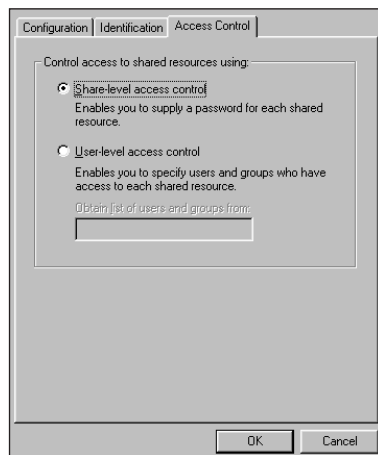 Configuration Identification Access Control
Control access to shared resources using:
Share-level access control
Enables you to supply a password for each shared
resource.
User-level access control
Enables you to specify users and groups who have
access to each shared resource.
Obtain list of users and groups from:
OK Cancel